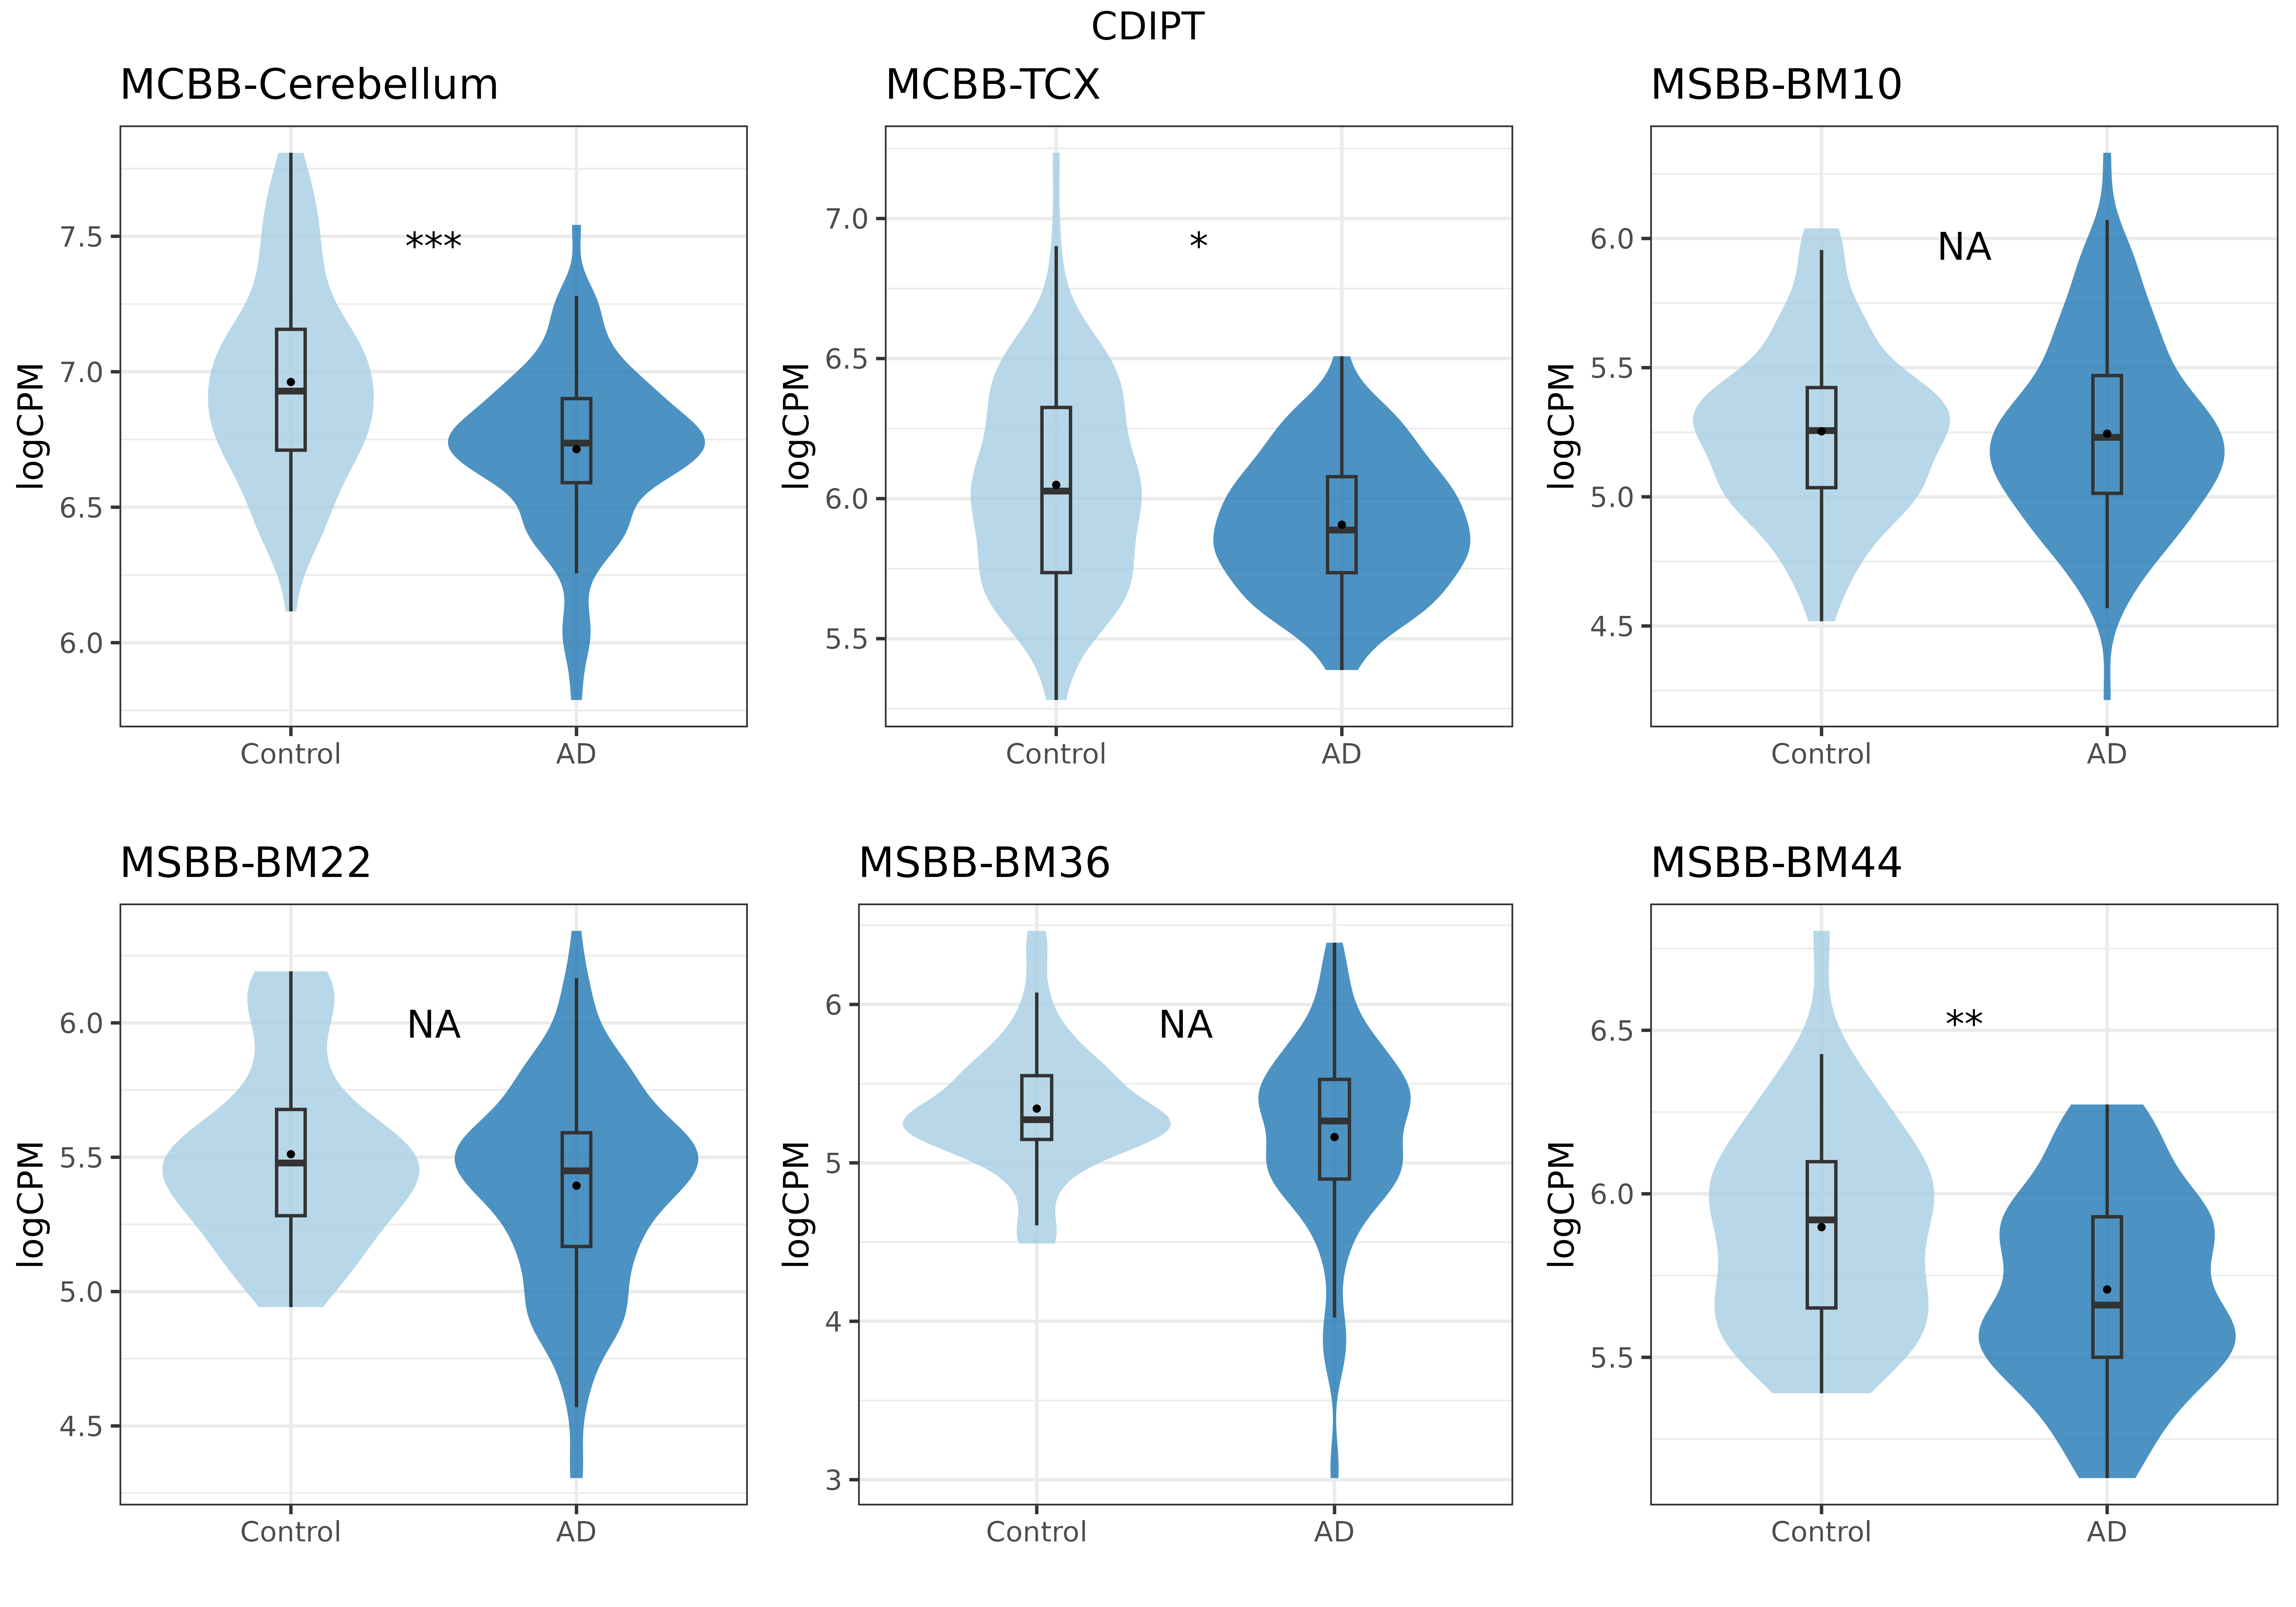 CDIPT
MCBB-Cerebellum
logCPM
7.5
7.0
6.5
6.0
***
Control
AD
MCBB-TCX
logCPM
7.0
6.5
6.0
5.5
*
Control
AD
MSBB-BM10
logCPM
6.0
5.5
5.0
4.5
NA
Control
AD
MSBB-BM22
logCPM
6.0
5.5
5.0
4.5
NA
Control
AD
MSBB-BM36
logCPM
6
5
4
3
NA
Control
AD
MSBB-BM44
logCPM
6.5
6.0
5.5
**
Control
AD